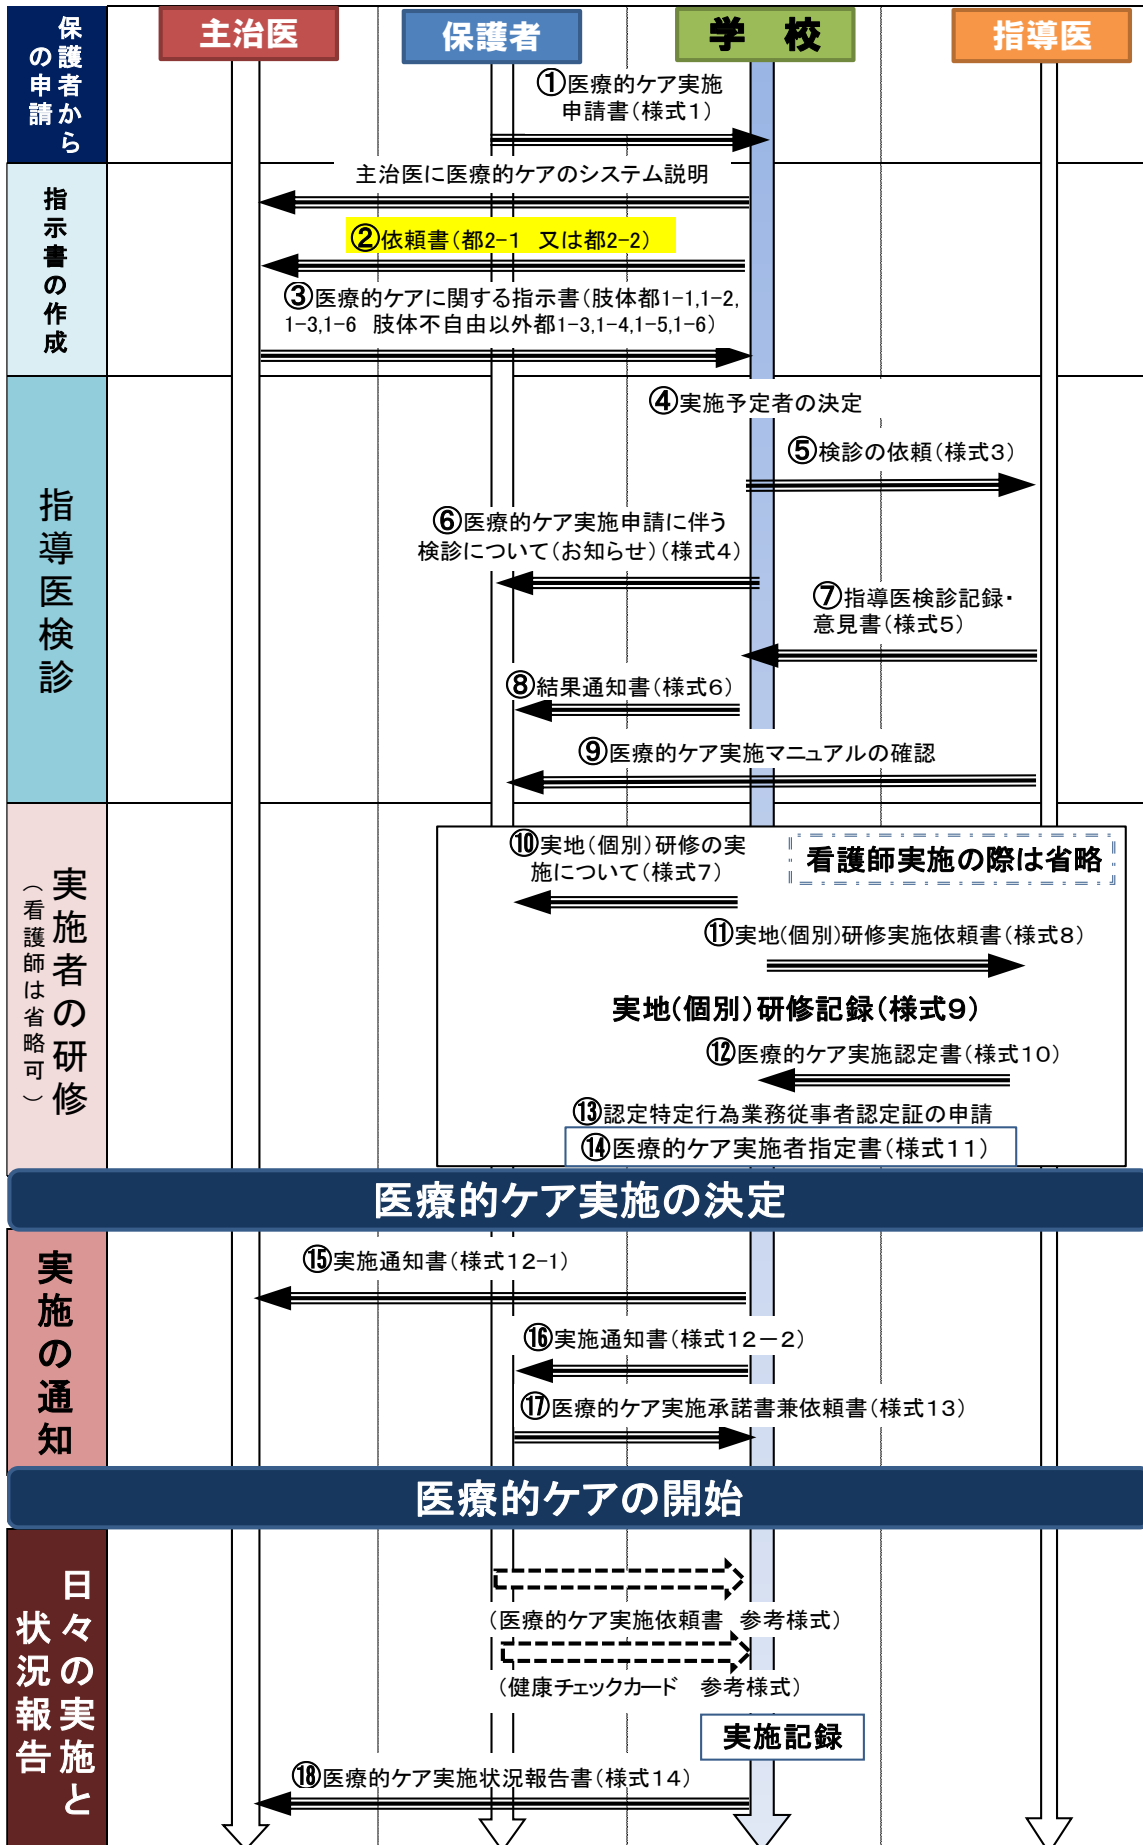 主治医
保護者
学　校
指導医
保護者から
の申請
①医療的ケア実施
申請書（様式１）
指示書の作成
主治医に医療的ケアのシステム説明
②依頼書（都2-1　又は都2-2）
③医療的ケアに関する指示書（肢体都1-1,1-2,
1-3,1-6　肢体不自由以外都1-3,1-4,1-5,1-6）
指導医検診
④実施予定者の決定
⑤検診の依頼（様式３）
⑥医療的ケア実施申請に伴う
検診について（お知らせ）（様式４）
⑦指導医検診記録・
意見書（様式５）
⑧結果通知書（様式６）
⑨医療的ケア実施マニュアルの確認
実施者の研修
（看護師は省略可）
⑩実地（個別）研修の実
施について（様式７）
看護師実施の際は省略
⑪実地（個別）研修実施依頼書（様式８）
実地（個別）研修記録（様式９）
⑫医療的ケア実施認定書（様式１０）
⑬認定特定行為業務従事者認定証の申請
⑭医療的ケア実施者指定書（様式１１）
医療的ケア実施の決定
実施の通知
⑮実施通知書（様式１２-１）
⑯実施通知書（様式１２－２）
⑰医療的ケア実施承諾書兼依頼書（様式１３）
医療的ケアの開始
日々の実施と
状況報告
（医療的ケア実施依頼書　参考様式）
（健康チェックカード　参考様式）
実施記録
⑱医療的ケア実施状況報告書（様式１４）